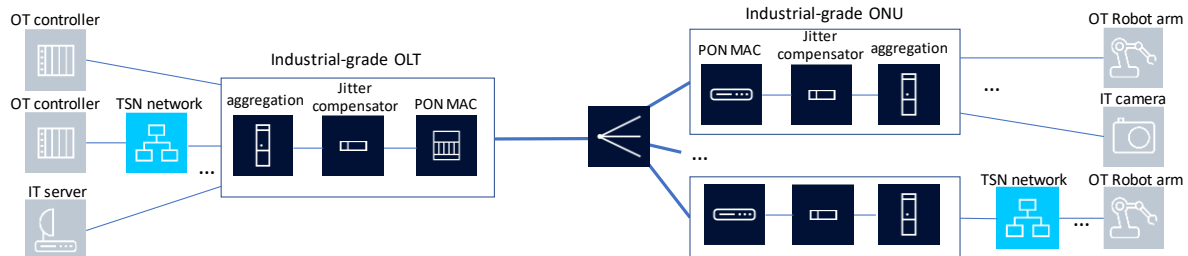 OT controller
Industrial-grade OLT
OT controller
TSN network
aggregation
Jitter
compensator
PON MAC
...
IT server
Industrial-grade ONU
PON MAC
Jitter
compensator
aggregation
OT Robot arm
...
IT camera
...
TSN network
OT Robot arm
...